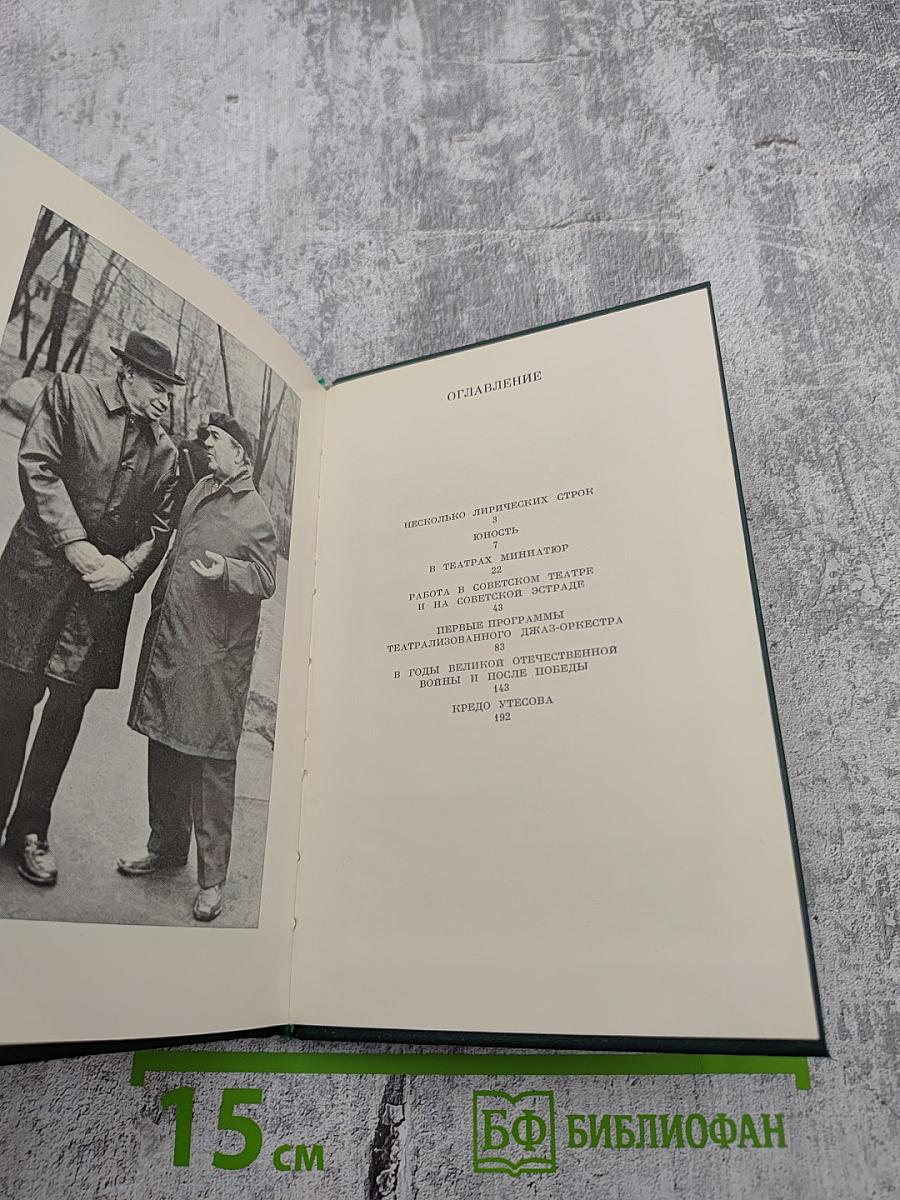 ОГЛАВЛЕНИЕ
НЕСКОЛЬКО ЛИРИЧЕСКИХ СТРОК
3
ЮНОСТЬ
7
В ТЕАТРАХ МИНИАТЮР
22
РАБОТА В СОВЕТСКОМ ТЕАТРЕ
И НА СОВЕТСКОЙ ЭСТРАДЕ
43
ПЕРВЫЕ ПРОГРАММЫ
ТЕАТРАЛИЗОВАННОГО ДЖАЗ-ОРКЕСТРА
83
В ГОДЫ ВЕЛИКОЙ ОТЕЧЕСТВЕННОЙ
ВОЙНЫ И ПОСЛЕ ПОБЕДЫ
143
КРЕДО УТЕСОВА
192
15 см
БФ БИБЛИОФАН